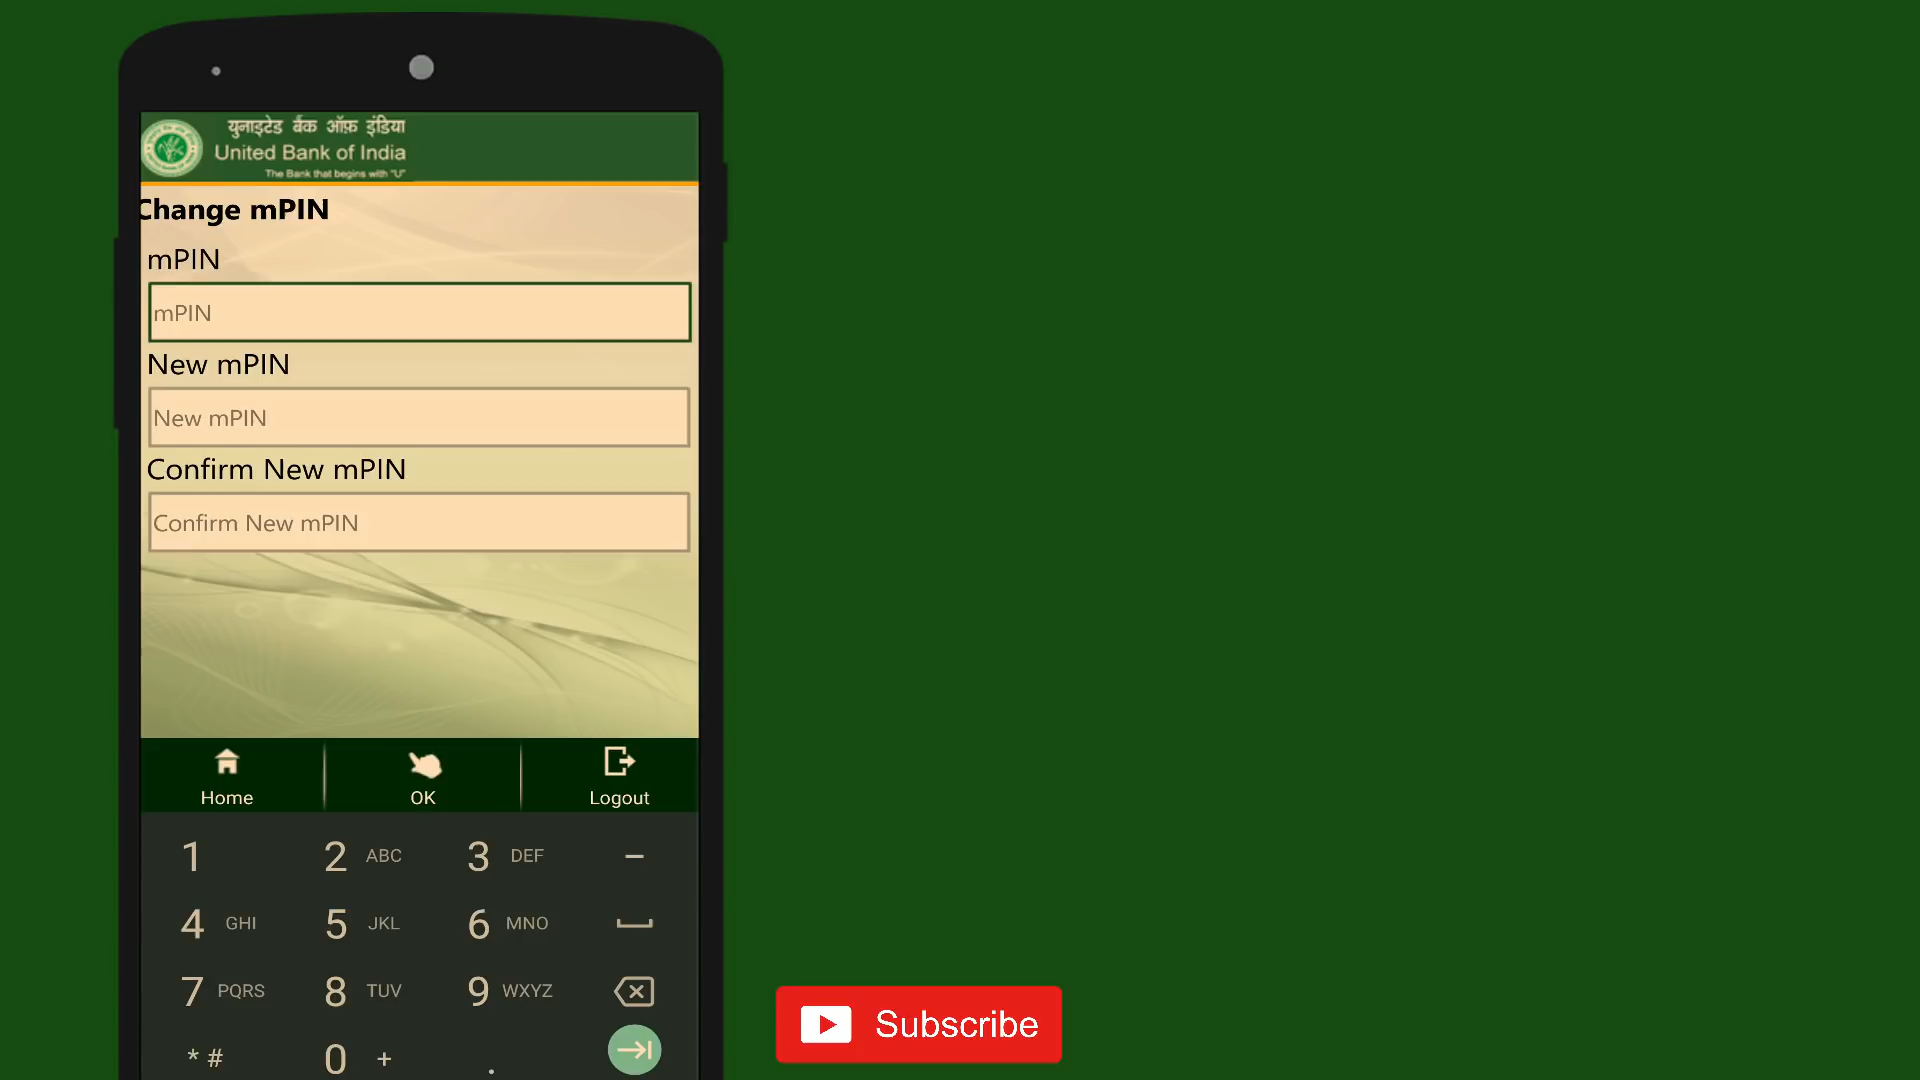 युनाइटेड बैंक ऑफ़ इंडिया
United Bank of India
The Bank that begins with "U"
Change mPIN
mPIN
mPIN
New mPIN
New mPIN
Confirm New mPIN
Confirm New mPIN
Home OK Logout
1 2 ABC 3 DEF –
4 GHI 5 JKL 6 MNO
7 PQRS 8 TUV 9 WXYZ
* # 0 + .
Subscribe